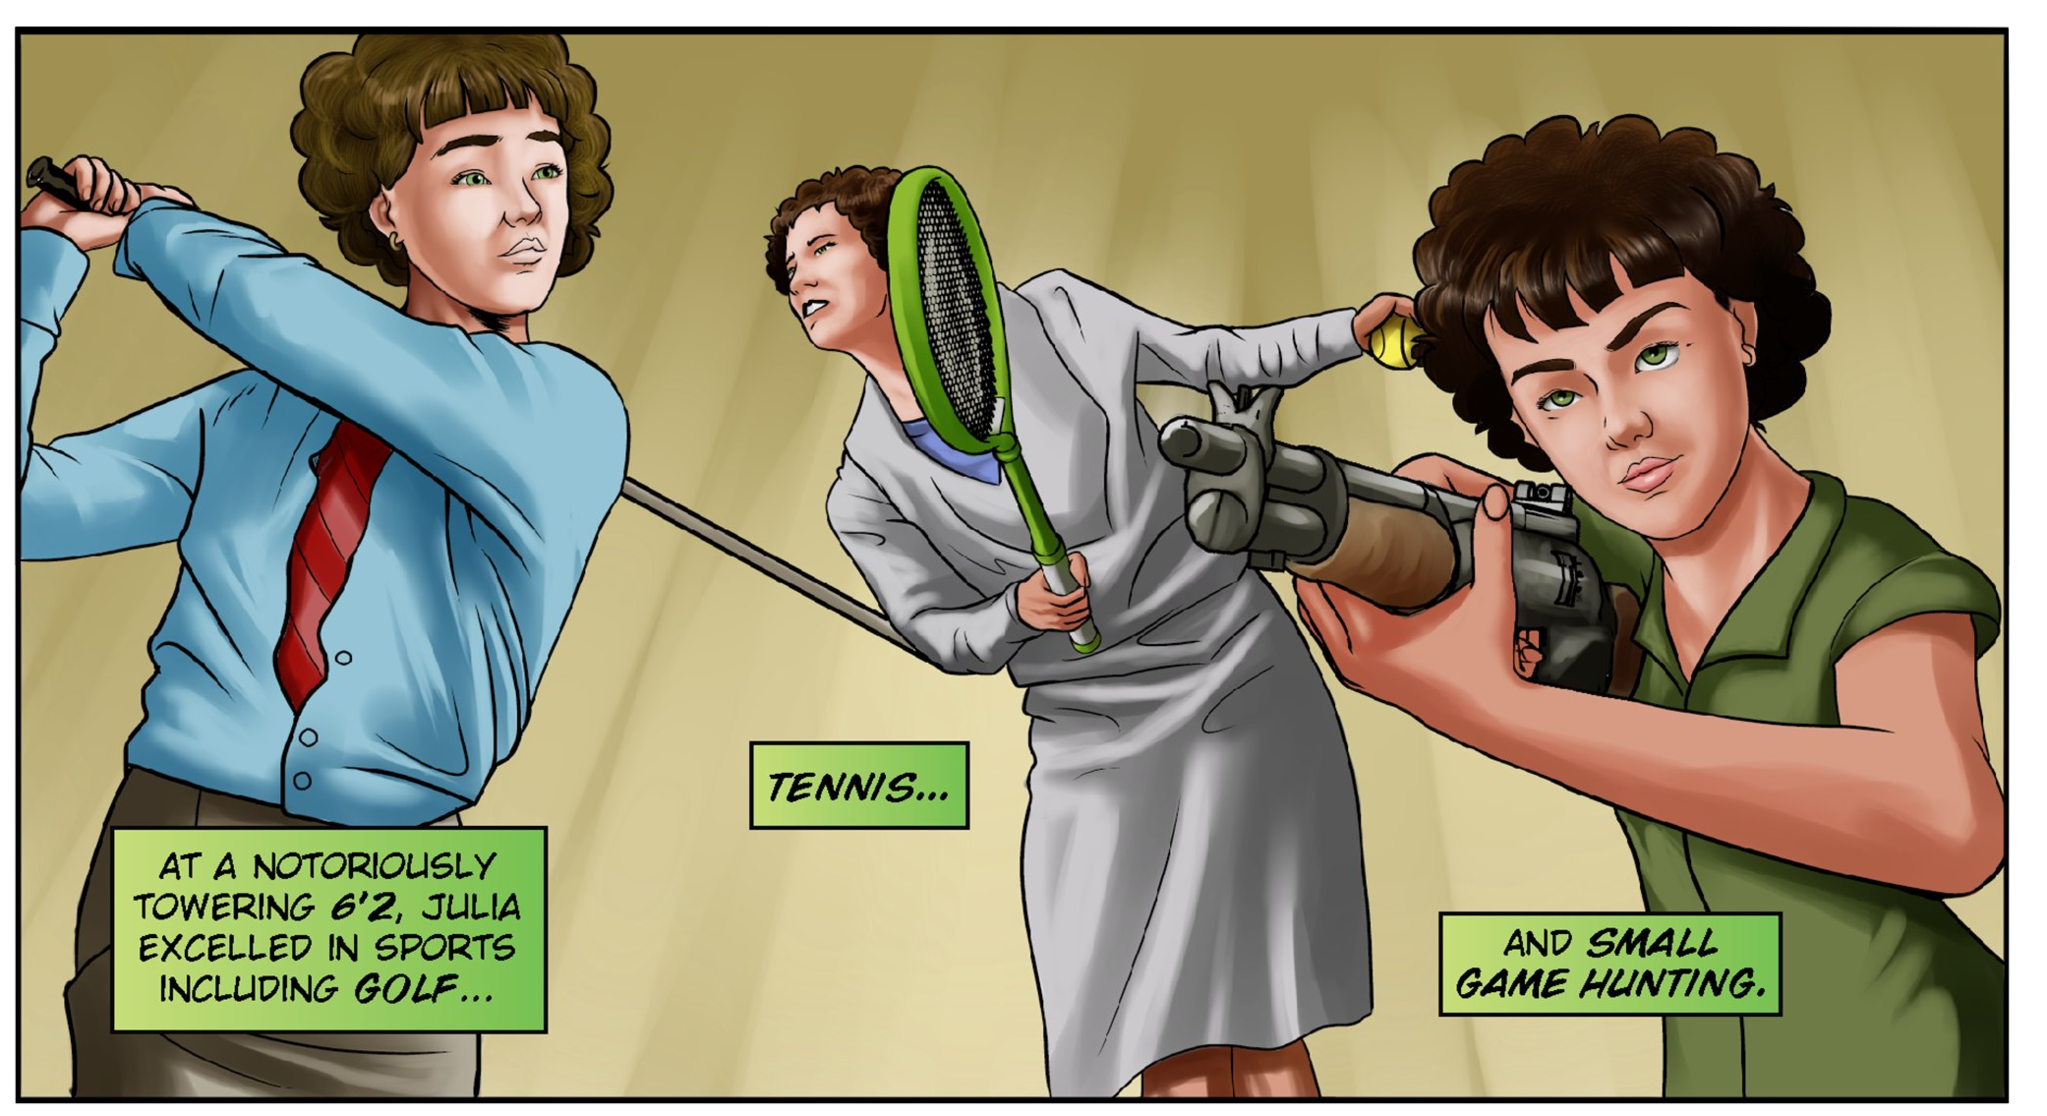 AT A NOTORIOUSLY
TOWERING 6'2, JULIA
EXCELLED IN SPORTS
INCLUDING GOLF...
TENNIS...
AND SMALL
GAME HUNTING.